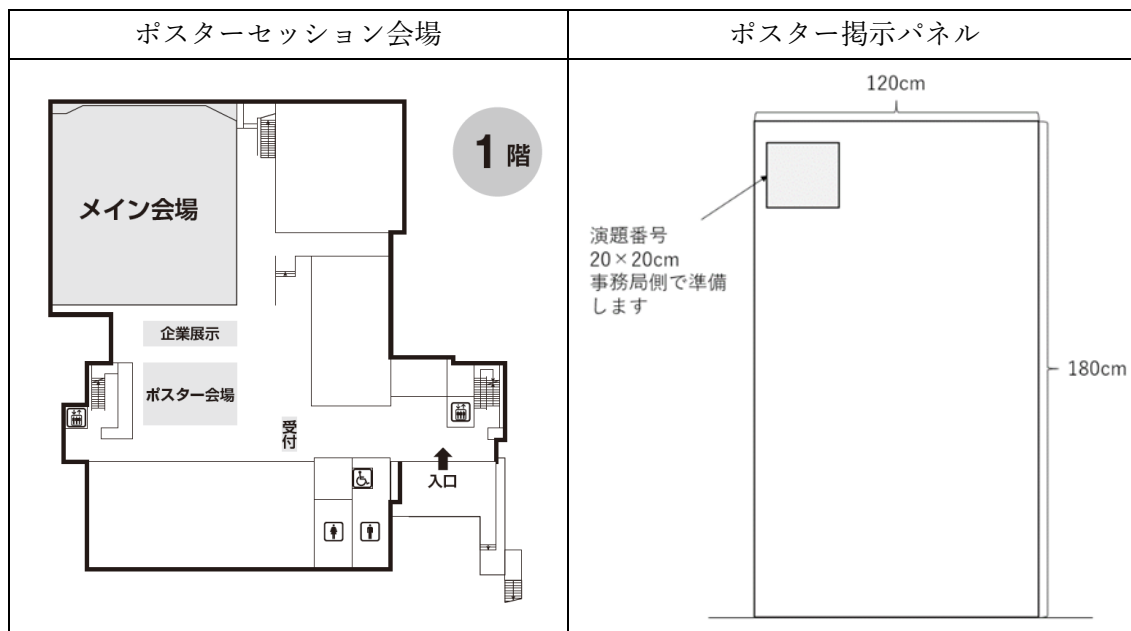 ポスターセッション会場
ポスター掲示パネル
1 階
メイン会場
企業展示
ポスター会場
受付
入口
120cm
演題番号
20×20cm
事務局側で準備
します
180cm